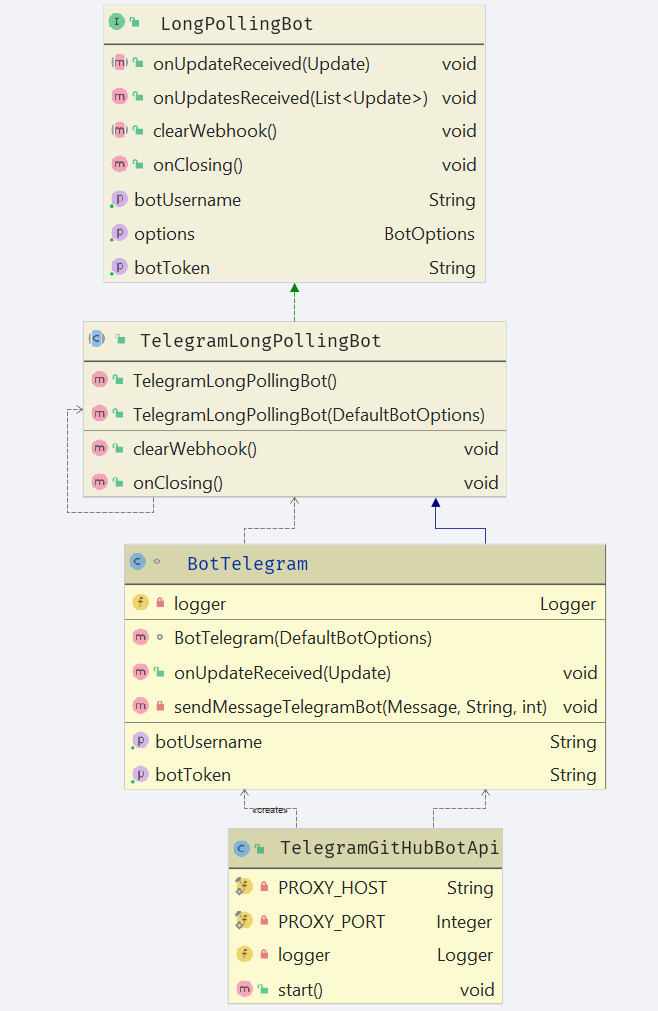 I LongPollingBot
m onUpdateReceived(Update) void
m onUpdatesReceived(List<Update>) void
m clearWebhook() void
m onClosing() void
p botUsername String
p options BotOptions
p botToken String
C TelegramLongPollingBot
m TelegramLongPollingBot()
m TelegramLongPollingBot(DefaultBotOptions)
m clearWebhook() void
m onClosing() void
C BotTelegram
f logger Logger
m BotTelegram(DefaultBotOptions)
m onUpdateReceived(Update) void
m sendMessageTelegramBot(Message, String, int) void
p botUsername String
p botToken String
«create»
C TelegramGitHubBotApi
f PROXY_HOST String
f PROXY_PORT Integer
f logger Logger
m start() void